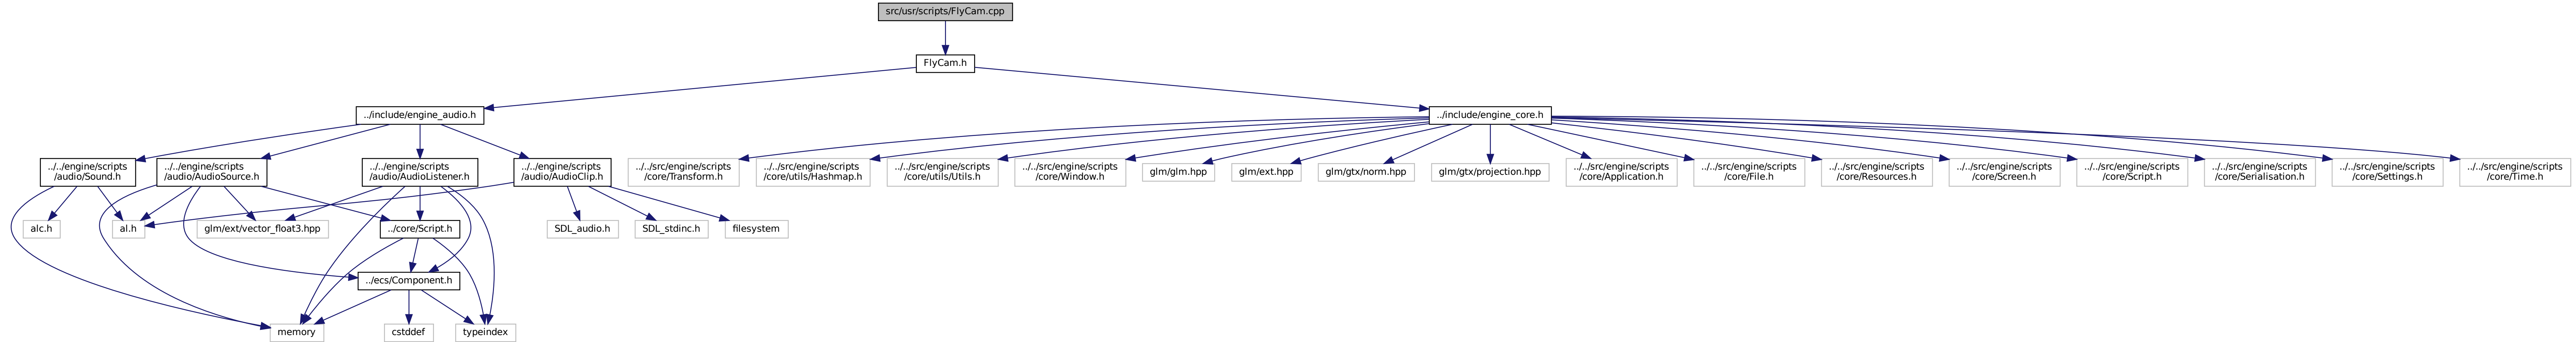 src/usr/scripts/FlyCam.cpp
FlyCam.h
../include/engine_audio.h
../include/engine_core.h
../../engine/scripts
/audio/Sound.h
../../engine/scripts
/audio/AudioSource.h
../../engine/scripts
/audio/AudioListener.h
../../engine/scripts
/audio/AudioClip.h
../../src/engine/scripts
/core/Transform.h
../../src/engine/scripts
/core/utils/Hashmap.h
../../src/engine/scripts
/core/utils/Utils.h
../../src/engine/scripts
/core/Window.h
glm/glm.hpp
glm/ext.hpp
glm/gtx/norm.hpp
glm/gtx/projection.hpp
../../src/engine/scripts
/core/Application.h
../../src/engine/scripts
/core/File.h
../../src/engine/scripts
/core/Resources.h
../../src/engine/scripts
/core/Screen.h
../../src/engine/scripts
/core/Script.h
../../src/engine/scripts
/core/Serialisation.h
../../src/engine/scripts
/core/Settings.h
../../src/engine/scripts
/core/Time.h
alc.h
al.h
glm/ext/vector_float3.hpp
../core/Script.h
SDL_audio.h
SDL_stdinc.h
filesystem
../ecs/Component.h
memory
cstddef
typeindex